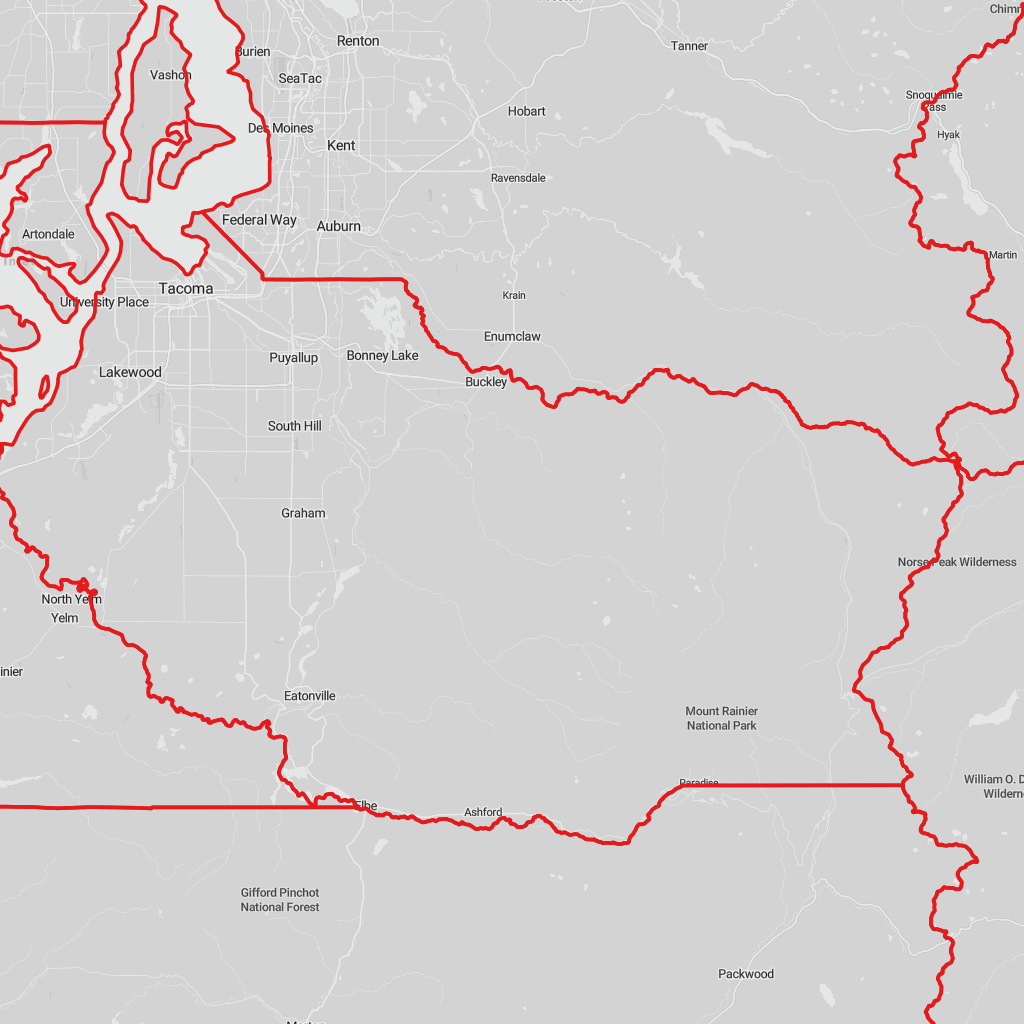 Chimr
Renton
Tanner
Burien
SeaTac
Vashon
Snoqualmie
Pass
Hobart
Des Moines
Hyak
Kent
Ravensdale
Federal Way
Auburn
Artondale
Martin
Tacoma
Krain
University Place
Enumclaw
Puyallup
Bonney Lake
Lakewood
Buckley
South Hill
Graham
Norse Peak Wilderness
North Yelm
Yelm
inier
Eatonville
Mount Rainier
National Park
Paradise
William O. D
Wilderne
Elbe
Ashford
Gifford Pinchot
National Forest
Packwood